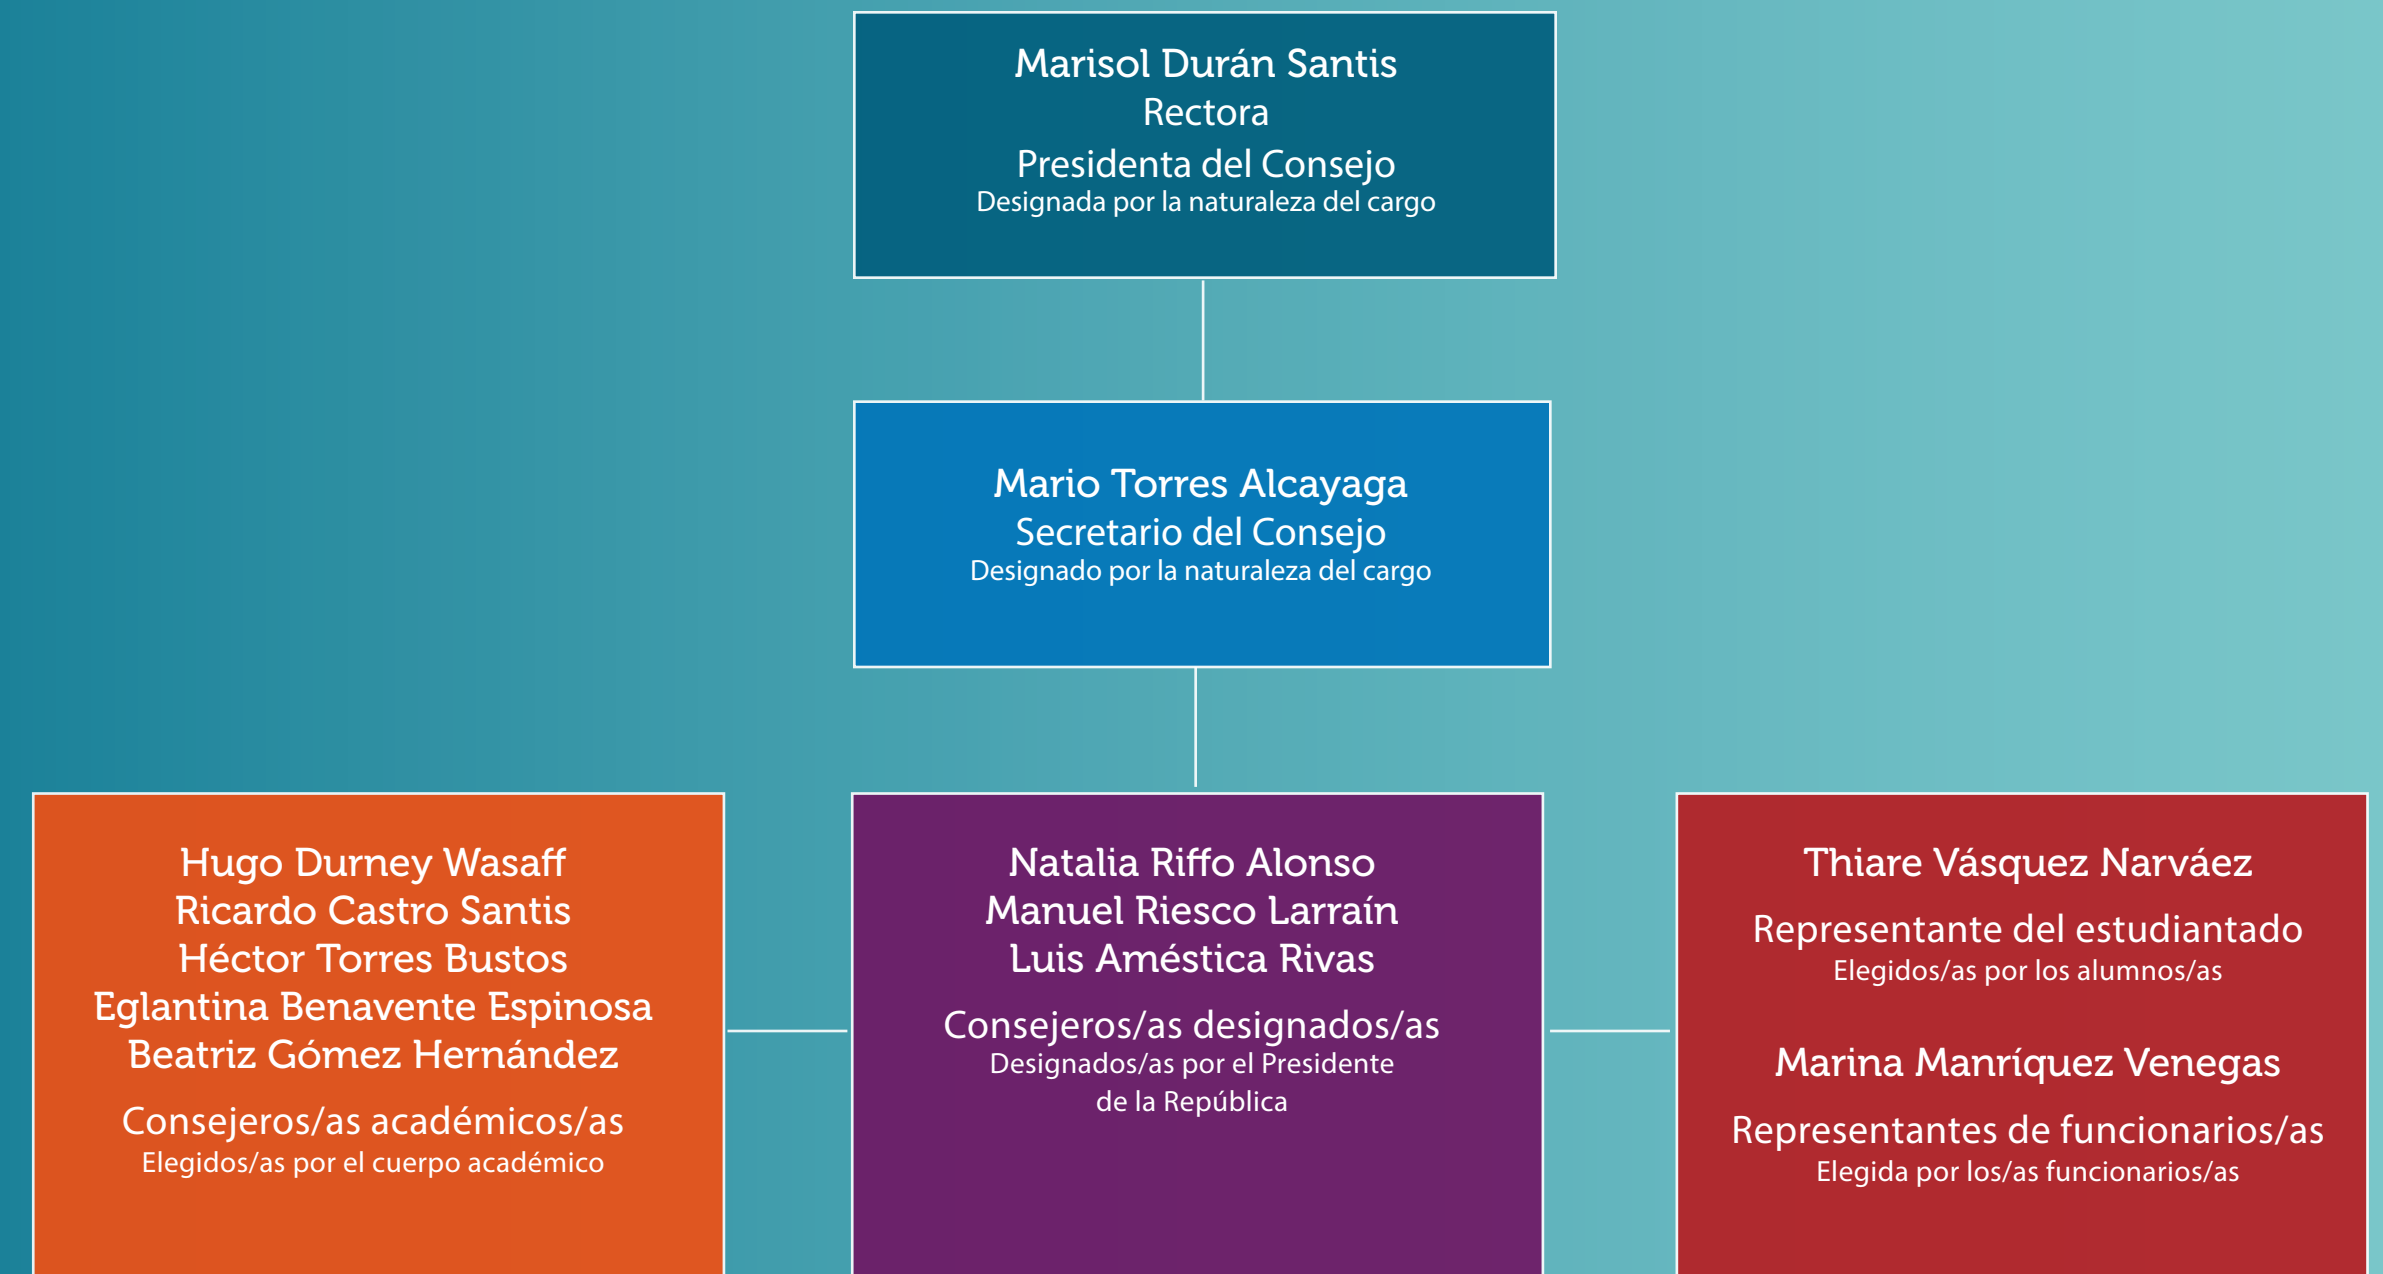 Marisol Durán Santis
Rectora
Presidenta del Consejo
Designada por la naturaleza del cargo
Mario Torres Alcayaga
Secretario del Consejo
Designado por la naturaleza del cargo
Hugo Durney Wasaff
Ricardo Castro Santis
Héctor Torres Bustos
Eglantina Benavente Espinosa
Beatriz Gómez Hernández
Consejeros/as académicos/as
Elegidos/as por el cuerpo académico
Natalia Riffo Alonso
Manuel Riesco Larraín
Luis Améstica Rivas
Consejeros/as designados/as
Designados/as por el Presidente
de la República
Thiare Vásquez Narváez
Representante del estudiantado
Elegidos/as por los alumnos/as
Marina Manríquez Venegas
Representantes de funcionarios/as
Elegida por los/as funcionarios/as